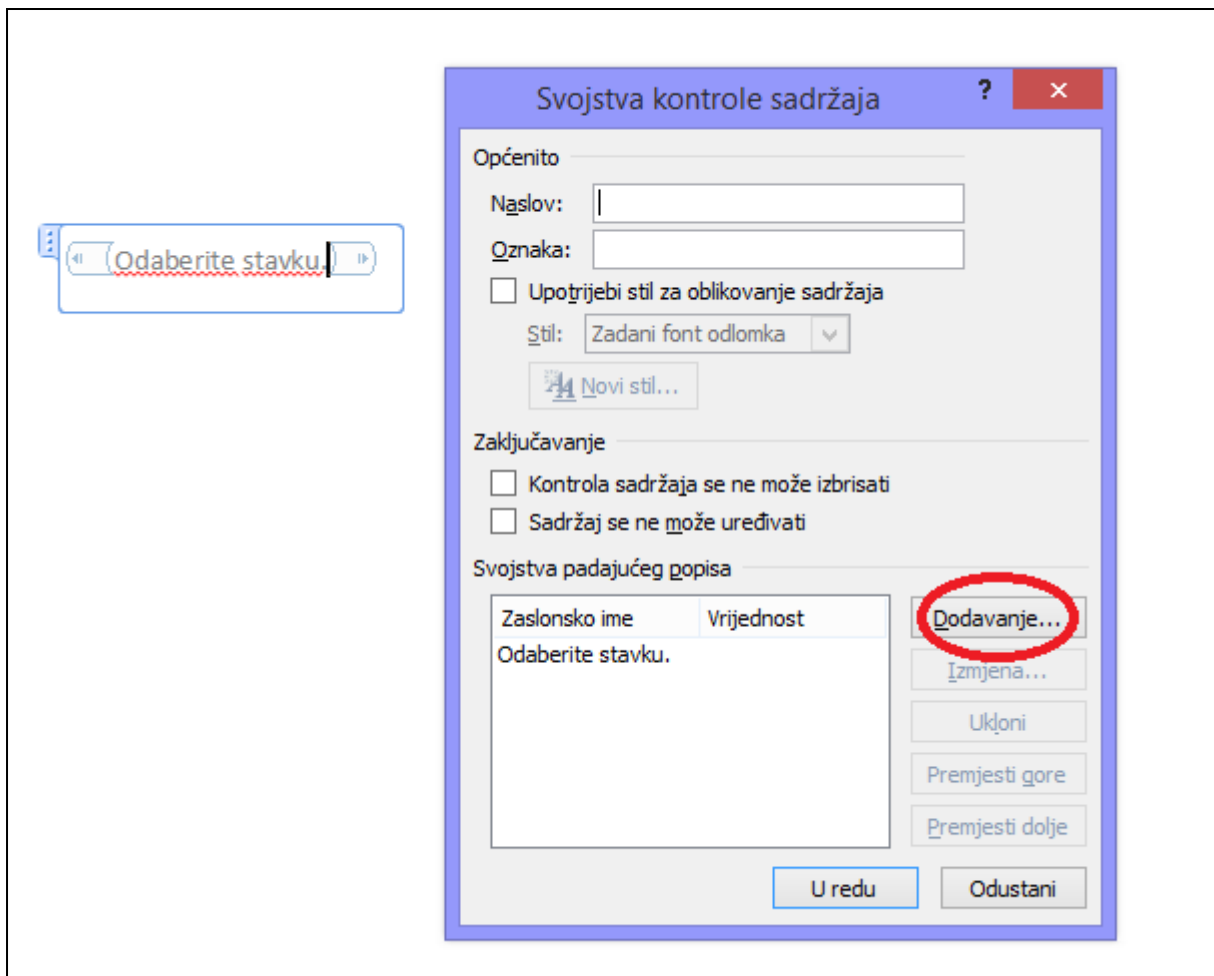 Odaberite stavku.
Svojstva kontrole sadržaja
?
Općenito
Naslov:
Oznaka:
Upotrijebi stil za oblikovanje sadržaja
Stil: Zadani font odlomka
Novi stil...
Zaključavanje
Kontrola sadržaja se ne može izbrisati
Sadržaj se ne može uređivati
Svojstva padajućeg popisa
Zaslonsko ime Vrijednost Dodavanje...
Odaberite stavku.
Izmjena...
Ukloni
Premjesti gore
Premjesti dolje
U redu Odustani